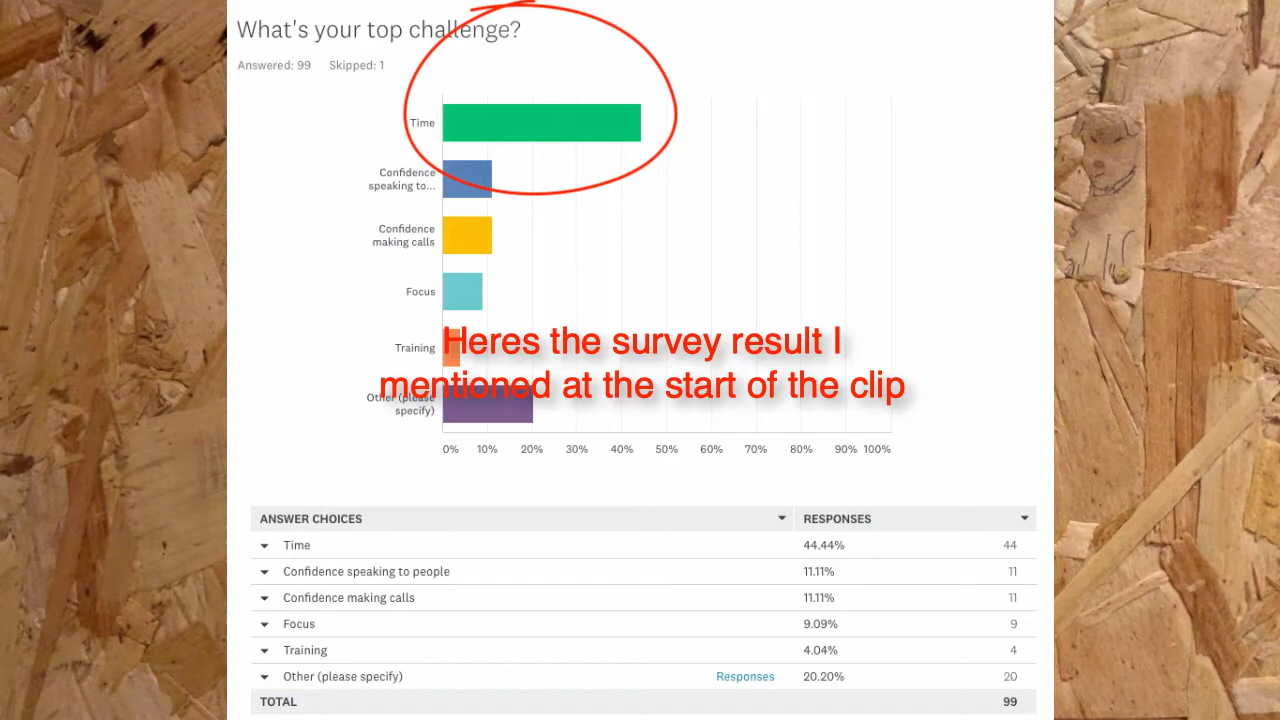 What's your top challenge?
Answered: 99 Skipped: 1
Time
Confidence
speaking to...
Confidence
making calls
Focus
Training
Heres the survey result I
mentioned at the start of the clip
Other (please
specify)
0% 10% 20% 30% 40% 50% 60% 70% 80% 90% 100%
ANSWER CHOICES RESPONSES
Time 44.44% 44
Confidence speaking to people 11.11% 11
Confidence making calls 11.11% 11
Focus 9.09% 9
Training 4.04% 4
Other (please specify) Responses 20.20% 20
TOTAL 99